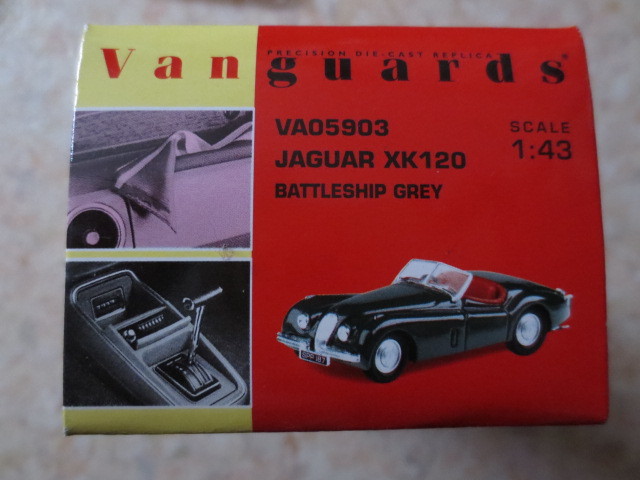 PRECISION DIE-CAST REPLICA
Vanguards
VA05903
JAGUAR XK120
BATTLESHIP GREY
SCALE
1:43